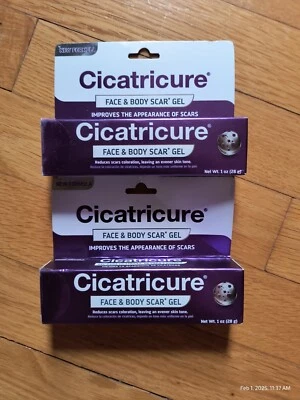 NEW FORMULA
Cicatricure®
FACE & BODY SCAR* GEL
IMPROVES THE APPEARANCE OF SCARS
Cicatricure®
FACE & BODY SCAR* GEL
Reduces scars coloration, leaving an evener skin tone.
Net Wt. 1 oz (28 g)
Cicatricure®
FACE & BODY SCAR* GEL
IMPROVES THE APPEARANCE OF SCARS
Cicatricure®
FACE & BODY SCAR* GEL
Reduces scars coloration, leaving an evener skin tone.
Net Wt. 1 oz (28 g)
Feb 1, 2025, 11:37 AM